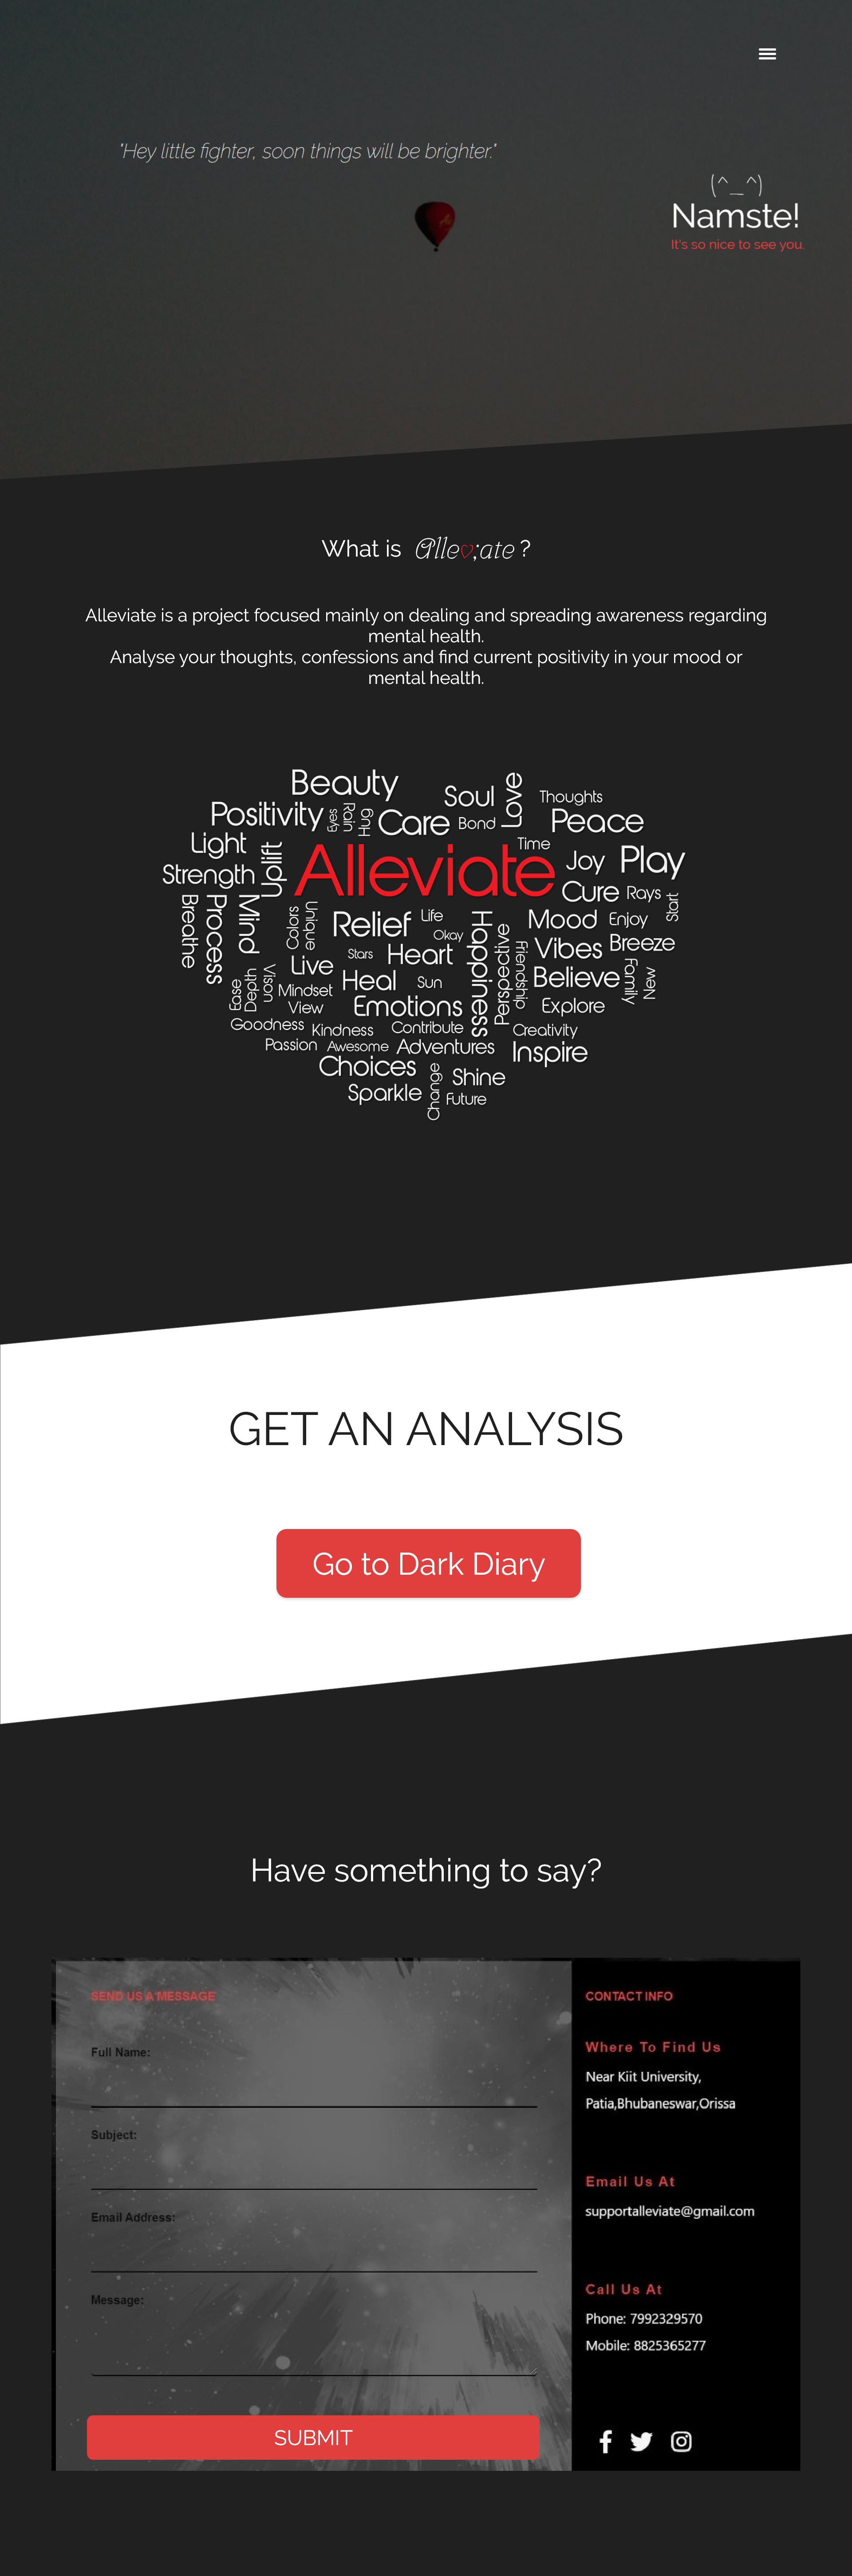 "Hey little fighter, soon things will be brighter."
(^__^)
Namste!
It's so nice to see you.
What is Alle♡;ate ?
Alleviate is a project focused mainly on dealing and spreading awareness regarding
mental health.
Analyse your thoughts, confessions and find current positivity in your mood or
mental health.
Beauty
Soul
Love
Thoughts
Positivity
Eyes
Rain
Hug
Care
Bond
Peace
Light
Uplift
Alleviate
Time
Joy
Play
Strength
Cure
Rays
Start
Breathe
Process
Mind
Colors
Unique
Relief
Life
Okay
Happiness
Mood
Enjoy
Stars
Heart
Perspective
Friendship
Vibes
Breeze
Live
Ease
Depth
Vison
Mindset
Heal
Sun
Believe
Family
New
View
Emotions
Explore
Goodness
Kindness
Contribute
Creativity
Passion
Awesome
Adventures
Inspire
Choices
Change
Shine
Sparkle
Future
GET AN ANALYSIS
Go to Dark Diary
Have something to say?
SEND US A MESSAGE
Full Name:
Subject:
Email Address:
Message:
SUBMIT
CONTACT INFO
Where To Find Us
Near Kiit University,
Patia,Bhubaneswar,Orissa
Email Us At
supportalleviate@gmail.com
Call Us At
Phone: 7992329570
Mobile: 8825365277